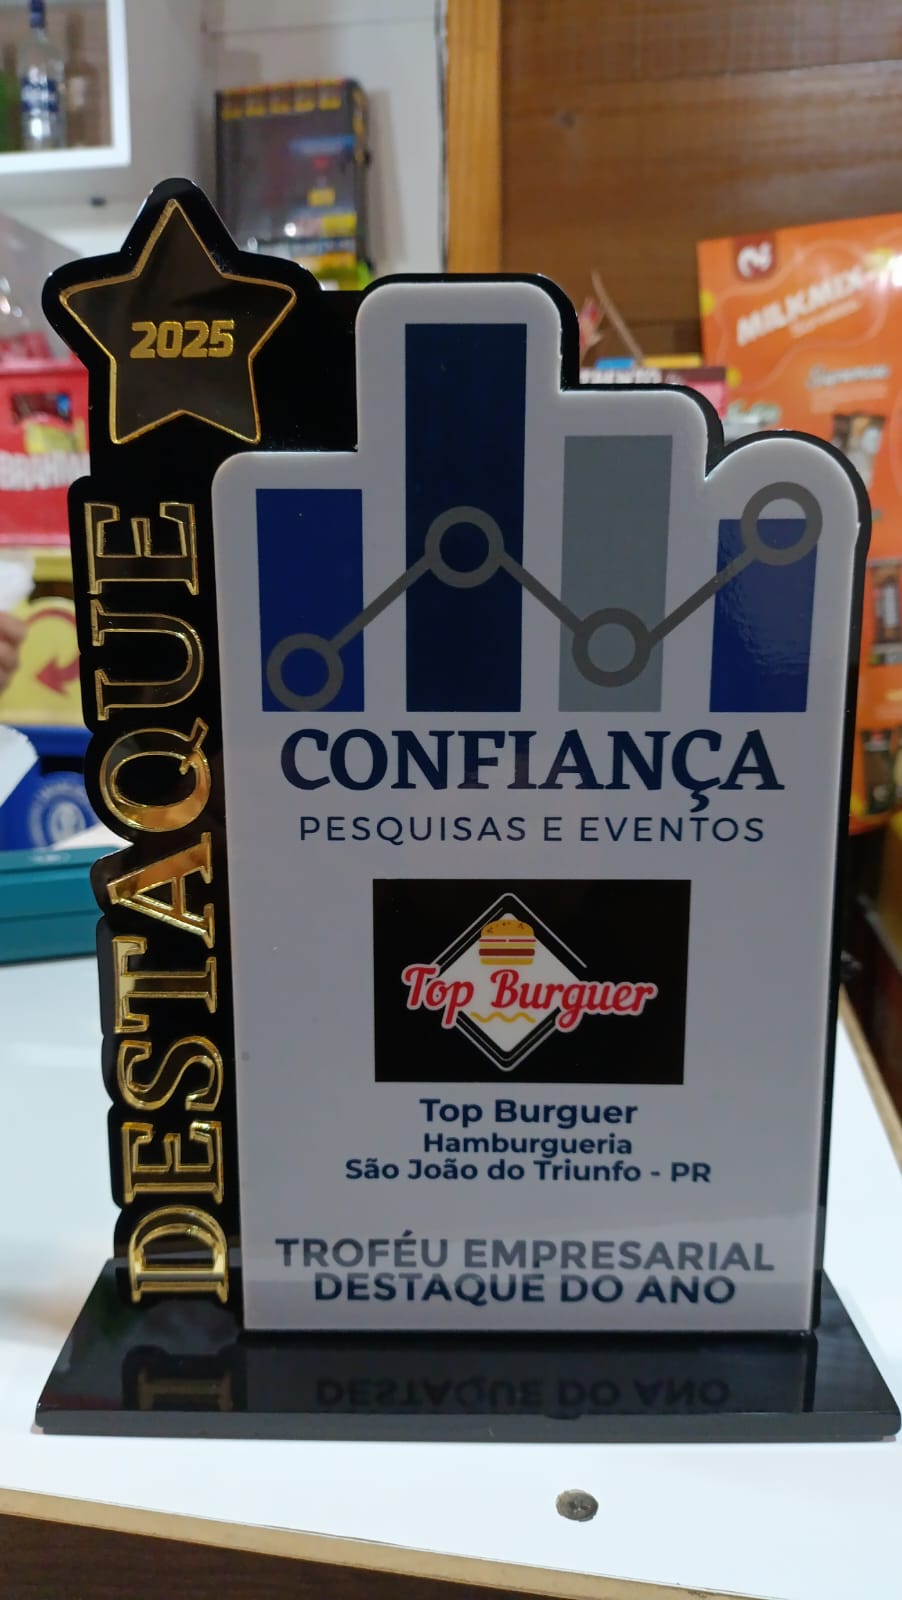 2025
DESTAQUE
CONFIANÇA
PESQUISAS E EVENTOS
Top Burguer
Top Burguer
Hamburgueria
São João do Triunfo - PR
TROFÉU EMPRESARIAL
DESTAQUE DO ANO
MILKMIX